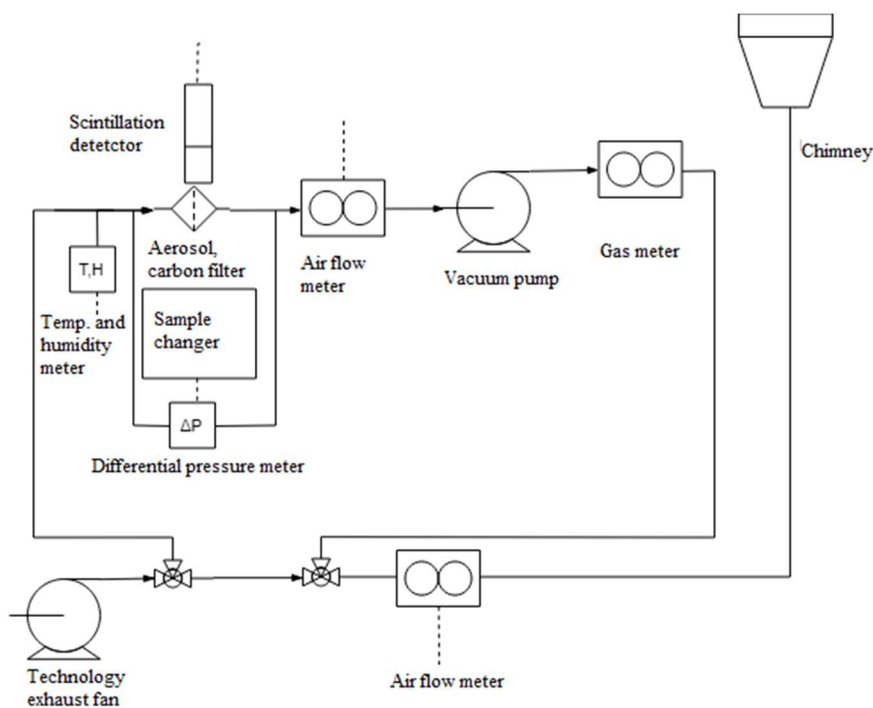 Scintillation
detetctor
Chimney
Gas meter
Aerosol,
carbon filter
Air flow
meter
Vacuum pump
T,H
Temp. and
humidity
meter
Sample
changer
ΔP
Differential pressure meter
Technology
exhaust fan
Air flow meter